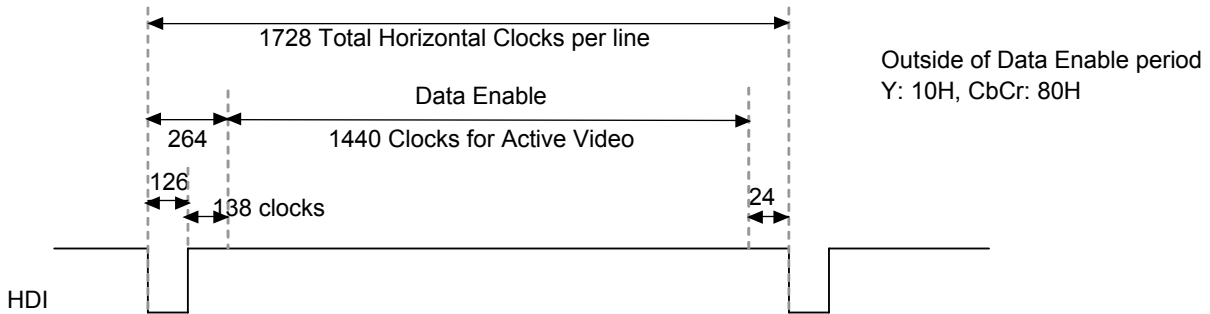 1728 Total Horizontal Clocks per line
Outside of Data Enable period
Y: 10H, CbCr: 80H
Data Enable
264
1440 Clocks for Active Video
126
138 clocks
24
HDI